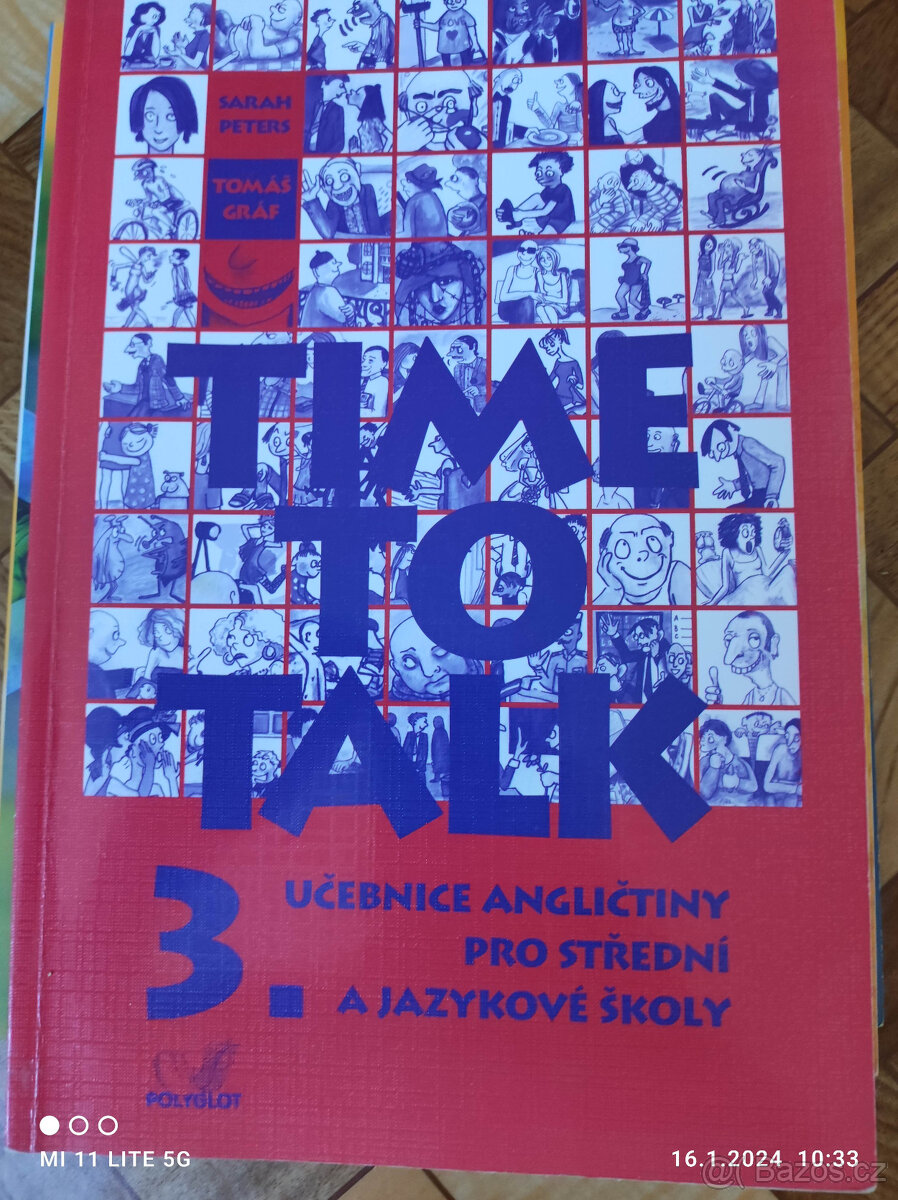 SARAH
PETERS
TOMÁŠ
GRÁF
TIME
TO
TALK
A
B
C
3. UČEBNICE ANGLIČTINY
PRO STŘEDNÍ
A JAZYKOVÉ ŠKOLY
POLYGLOT
MI 11 LITE 5G
16.1.2024 10:33
Bazoš.cz